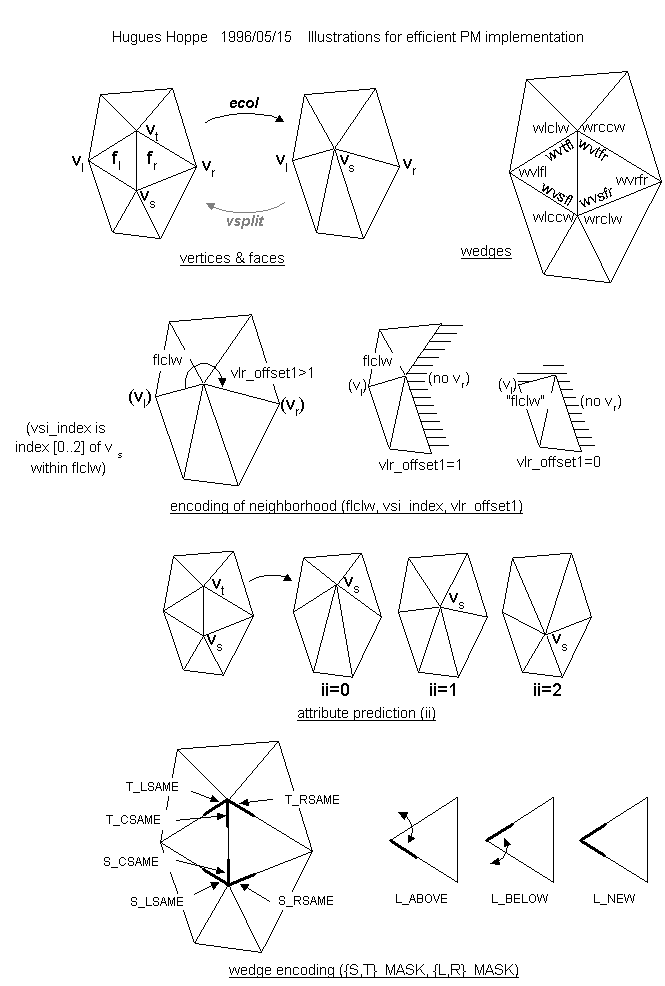 Hugues Hoppe 1996/05/15 Illustrations for efficient PM implementation
ecol
vt
fl fr
vl vr
vs
vsplit
vl vs vr
vertices & faces
wlclw wrccw
wvtfl wvtfr
wvlfl wvrfr
wvsfl wvsfr
wlccw wrclw
wedges
flclw
vlr_offset1>1
(vl) (vr)
(vsi_index is
index [0..2] of vs
within flclw)
flclw
(vl) (no vr)
vlr_offset1=1
(vl)
"flclw" (no vr)
vlr_offset1=0
encoding of neighborhood (flclw, vsi_index, vlr_offset1)
vt
vs
vs
ii=0
vs
ii=1
vs
ii=2
attribute prediction (ii)
T_LSAME
T_RSAME
T_CSAME
S_CSAME
S_LSAME
S_RSAME
L_ABOVE
L_BELOW
L_NEW
wedge encoding ({S,T}_MASK, {L,R}_MASK)